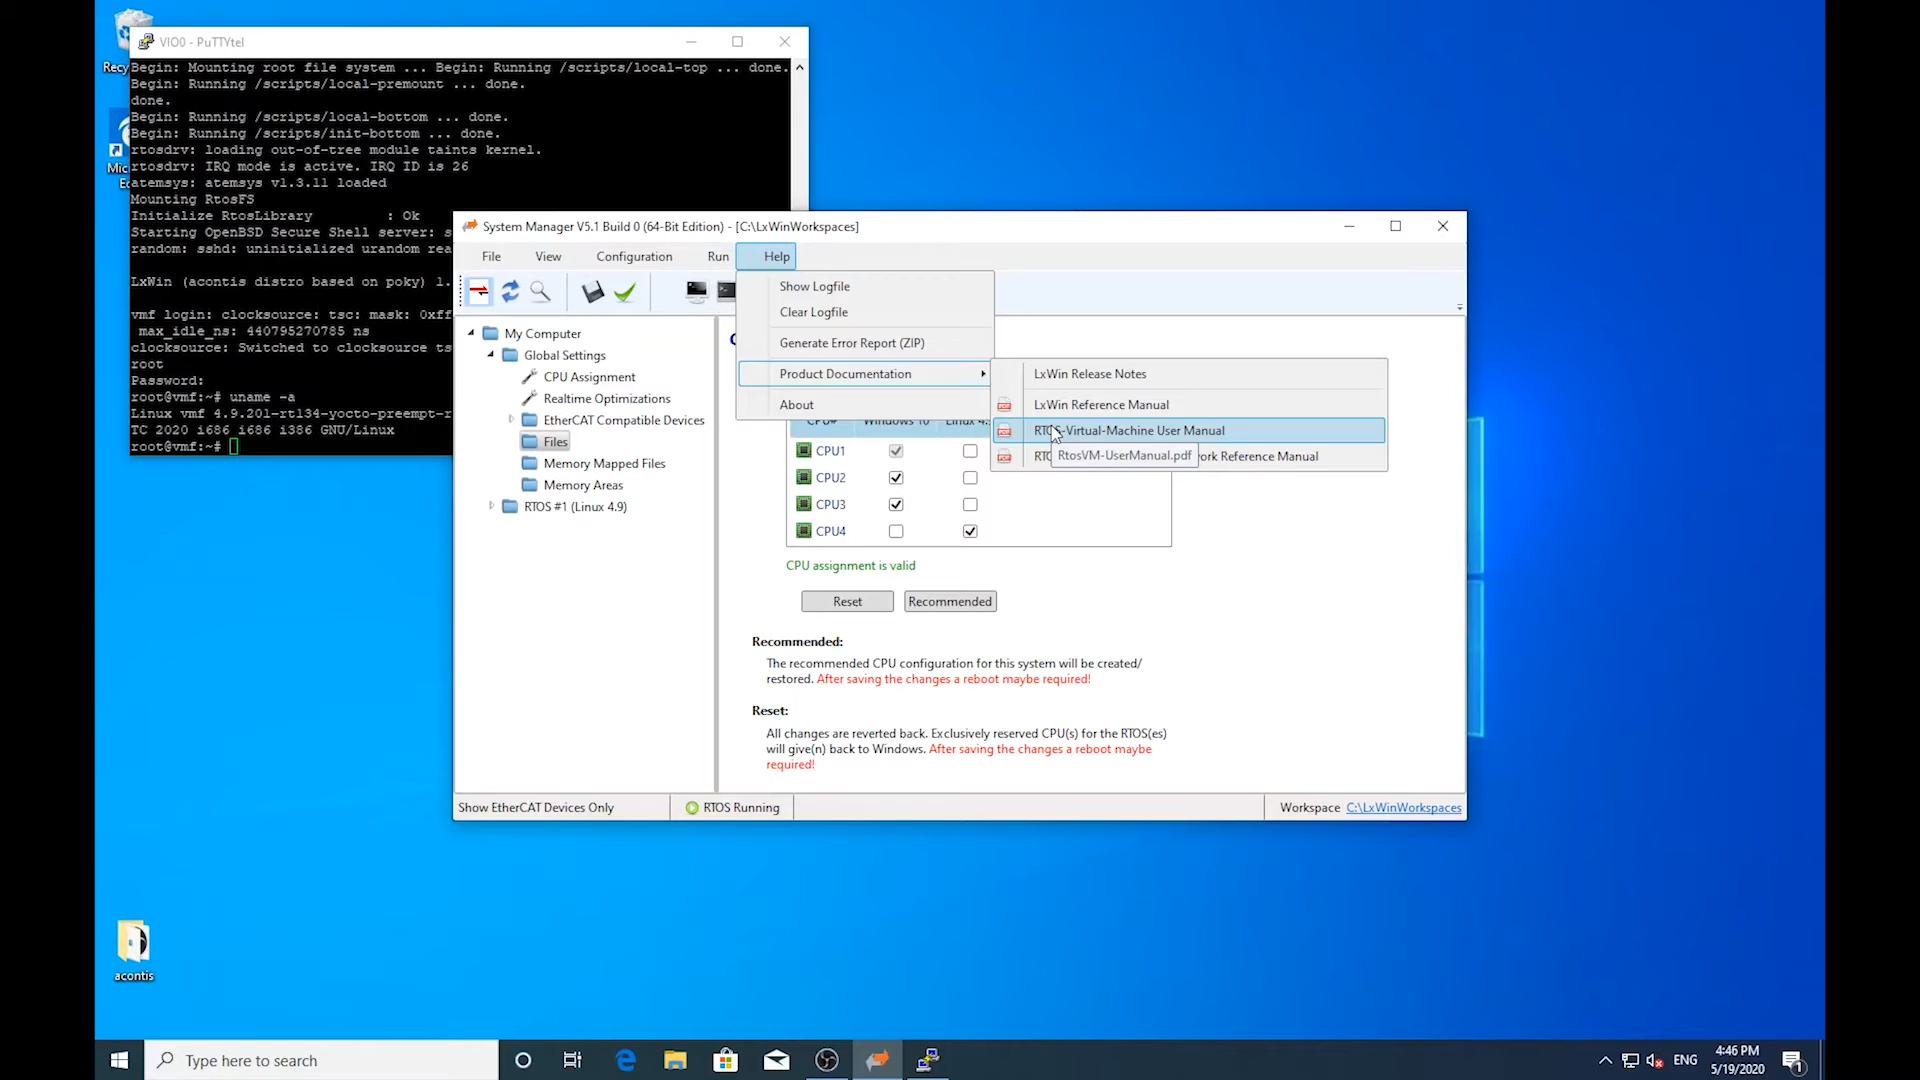 VIO0 - PuTTYtel
Begin: Mounting root file system ... Begin: Running /scripts/local-top ... done.
Begin: Running /scripts/local-premount ... done.
done.
Begin: Running /scripts/local-bottom ... done.
Begin: Running /scripts/init-bottom ... done.
rtosdrv: loading out-of-tree module taints kernel.
rtosdrv: IRQ mode is active. IRQ ID is 26
atemsys: atemsys v1.3.11 loaded
Mounting RtosFS
Initialize RtosLibrary : Ok
Starting OpenBSD Secure Shell server: s
random: sshd: uninitialized urandom rea
LxWin (acontis distro based on poky) 1.
vmf login: clocksource: tsc: mask: 0xff
max_idle_ns: 440795270785 ns
clocksource: Switched to clocksource ts
root
Password:
root@vmf:~# uname -a
Linux vmf 4.9.201-rt134-yocto-preempt-r
TC 2020 i686 i686 i386 GNU/Linux
root@vmf:~#
Recy
Mic
Ec
System Manager V5.1 Build 0 (64-Bit Edition) - [C:\LxWinWorkspaces]
File View Configuration Run Help
Show Logfile
Clear Logfile
Generate Error Report (ZIP)
Product Documentation
About
LxWin Release Notes
LxWin Reference Manual
RTOS-Virtual-Machine User Manual
RTO
RtosVM-UserManual.pdf
ork Reference Manual
My Computer
Global Settings
CPU Assignment
Realtime Optimizations
EtherCAT Compatible Devices
Files
Memory Mapped Files
Memory Areas
RTOS #1 (Linux 4.9)
CPU# Windows 10 Linux 4.
CPU1
CPU2
CPU3
CPU4
CPU assignment is valid
Reset Recommended
Recommended:
The recommended CPU configuration for this system will be created/
restored. After saving the changes a reboot maybe required!
Reset:
All changes are reverted back. Exclusively reserved CPU(s) for the RTOS(es)
will give(n) back to Windows. After saving the changes a reboot maybe
required!
Show EtherCAT Devices Only
RTOS Running
Workspace C:\LxWinWorkspaces
acontis
Type here to search
ENG
4:46 PM
5/19/2020
1